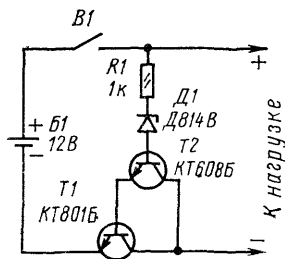 В1
+
R1
1к
Д1
Д814В
+ Б1
12В
−
Т2
КТ608Б
Т1
КТ801Б
К нагрузке
−